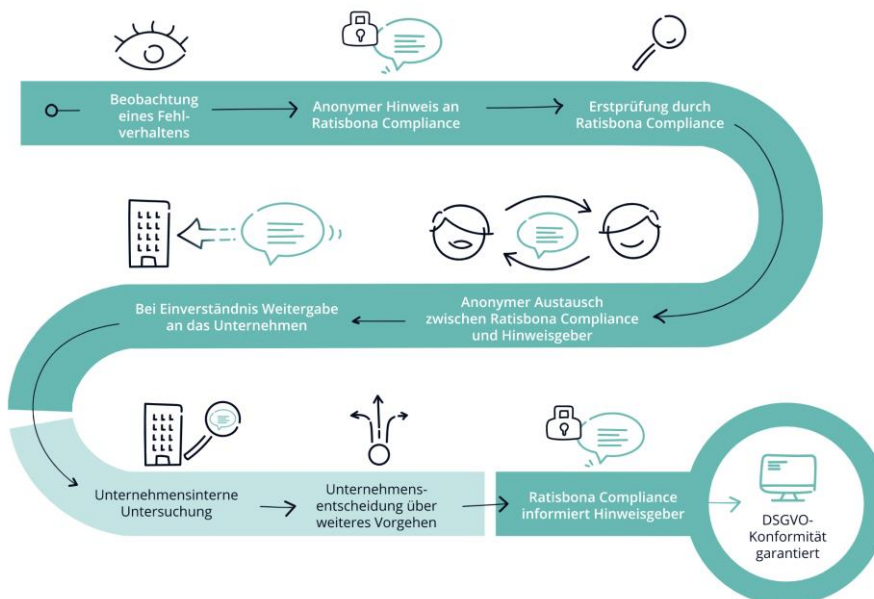 Beobachtung
eines Fehl-
verhaltens
Anonymer Hinweis an
Ratisbona Compliance
Erstprüfung durch
Ratisbona Compliance
Anonymer Austausch
zwischen Ratisbona Compliance
und Hinweisgeber
Bei Einverständnis Weitergabe
an das Unternehmen
Unternehmensinterne
Untersuchung
Unternehmens-
entscheidung über
weiteres Vorgehen
Ratisbona Compliance
informiert Hinweisgeber
DSGVO-
Konformität
garantiert